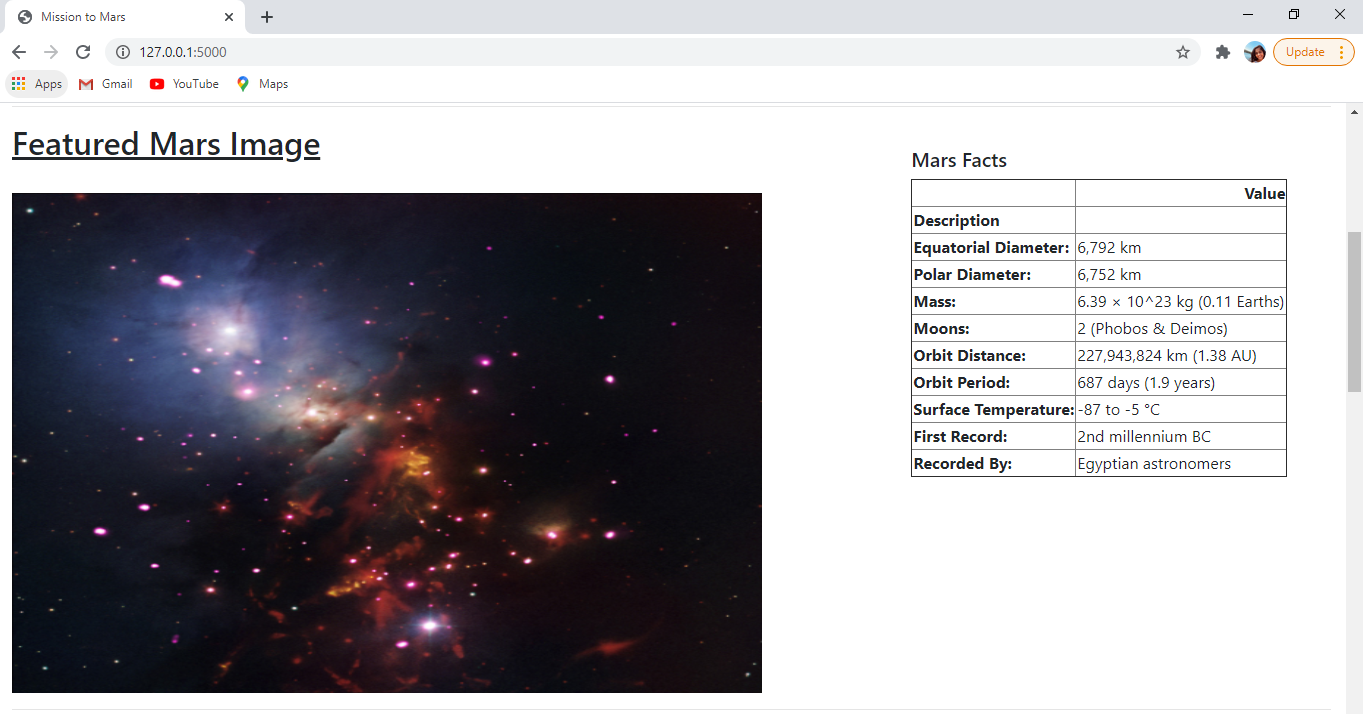 Mission to Mars
127.0.0.1:5000
Update
Apps Gmail YouTube Maps
Featured Mars Image
Mars Facts
Value
Description
Equatorial Diameter: 6,792 km
Polar Diameter: 6,752 km
Mass: 6.39 × 10^23 kg (0.11 Earths)
Moons: 2 (Phobos & Deimos)
Orbit Distance: 227,943,824 km (1.38 AU)
Orbit Period: 687 days (1.9 years)
Surface Temperature: -87 to -5 °C
First Record: 2nd millennium BC
Recorded By: Egyptian astronomers